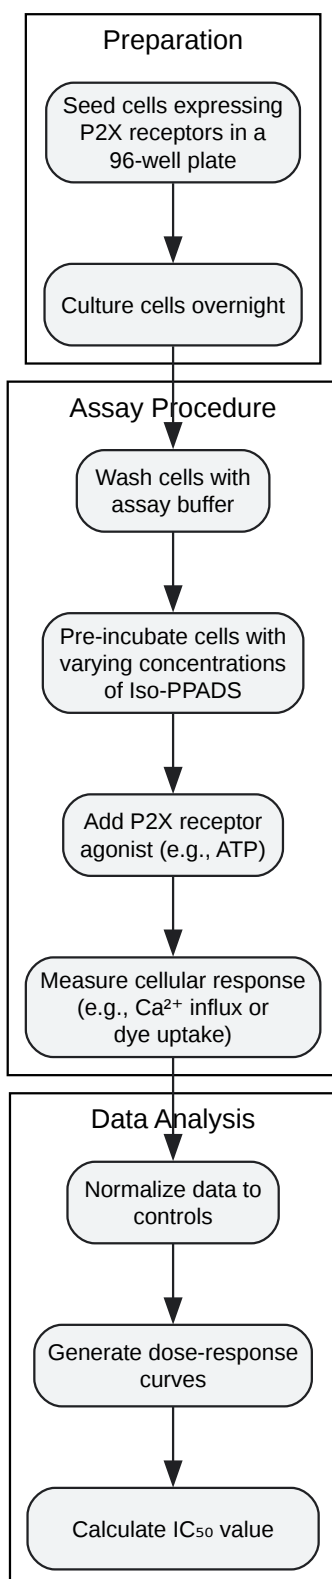 Preparation
Seed cells expressing
P2X receptors in a
96-well plate
Culture cells overnight
Assay Procedure
Wash cells with
assay buffer
Pre-incubate cells with
varying concentrations
of Iso-PPADS
Add P2X receptor
agonist (e.g., ATP)
Measure cellular response
(e.g., Ca²⁺ influx or
dye uptake)
Data Analysis
Normalize data to
controls
Generate dose-response
curves
Calculate IC₅₀ value